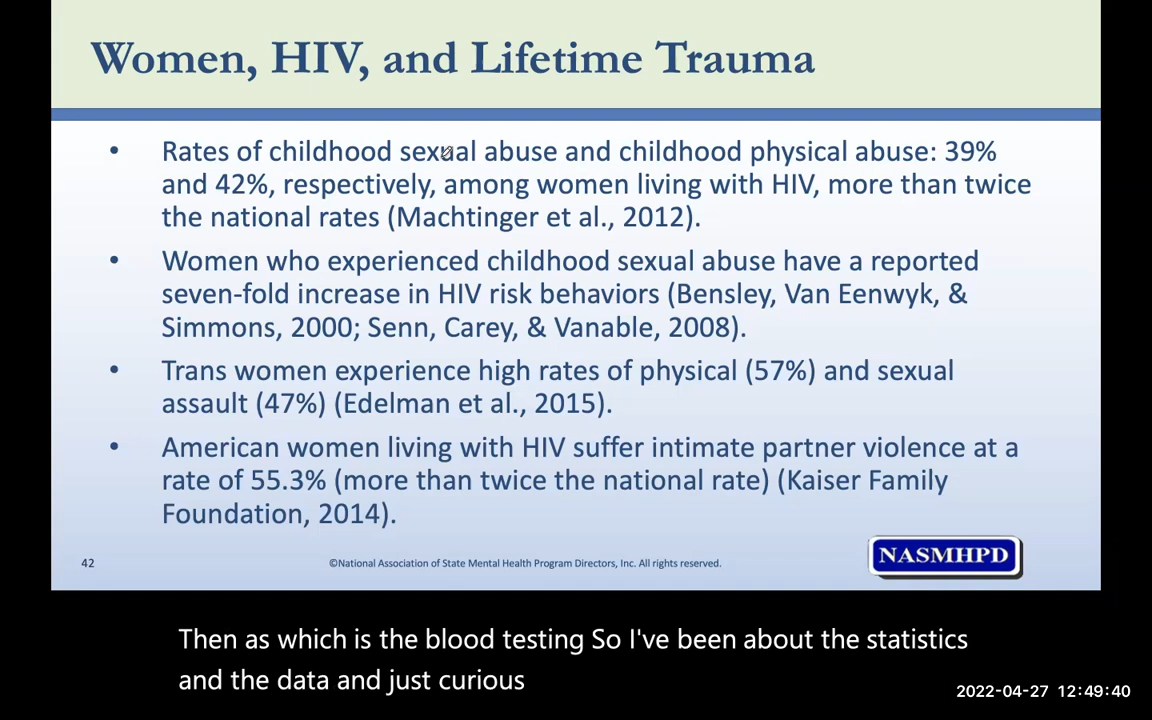 Women, HIV, and Lifetime Trauma
• Rates of childhood sexual abuse and childhood physical abuse: 39%
and 42%, respectively, among women living with HIV, more than twice
the national rates (Machtinger et al., 2012).
• Women who experienced childhood sexual abuse have a reported
seven-fold increase in HIV risk behaviors (Bensley, Van Eenwyk, &
Simmons, 2000; Senn, Carey, & Vanable, 2008).
• Trans women experience high rates of physical (57%) and sexual
assault (47%) (Edelman et al., 2015).
• American women living with HIV suffer intimate partner violence at a
rate of 55.3% (more than twice the national rate) (Kaiser Family
Foundation, 2014).
42
©National Association of State Mental Health Program Directors, Inc. All rights reserved.
NASMHPD
Then as which is the blood testing So I've been about the statistics
and the data and just curious
2022-04-27 12:49:40